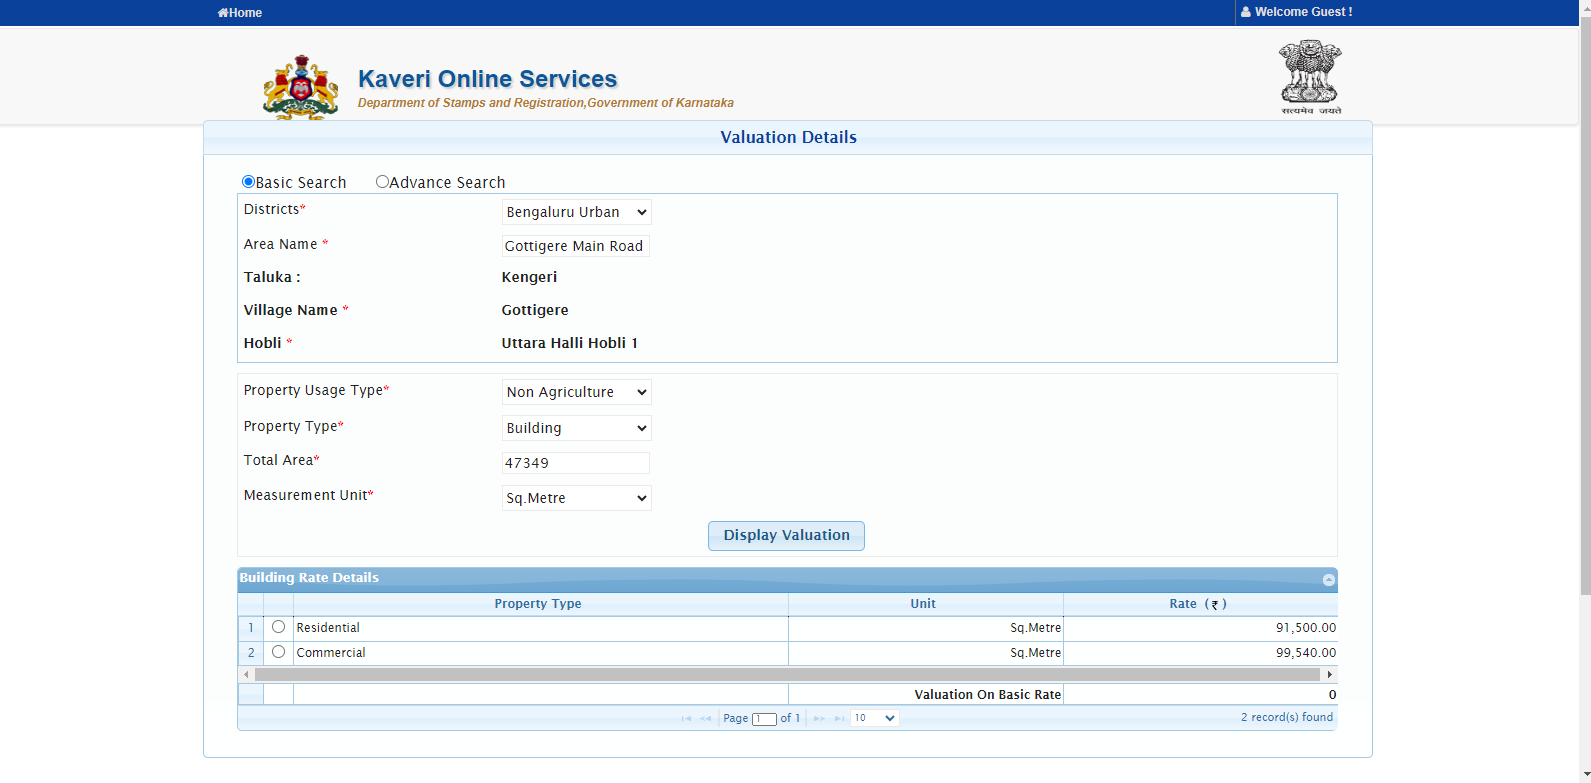 Home
Welcome Guest !
Kaveri Online Services
Department of Stamps and Registration,Government of Karnataka
सत्यमेव जयते
Valuation Details
Basic Search Advance Search
Districts* Bengaluru Urban
Area Name * Gottigere Main Road
Taluka : Kengeri
Village Name * Gottigere
Hobli * Uttara Halli Hobli 1
Property Usage Type* Non Agriculture
Property Type* Building
Total Area* 47349
Measurement Unit* Sq.Metre
Display Valuation
Building Rate Details
Property Type Unit Rate (₹)
1 Residential Sq.Metre 91,500.00
2 Commercial Sq.Metre 99,540.00
Valuation On Basic Rate 0
Page 1 of 1 10 2 record(s) found